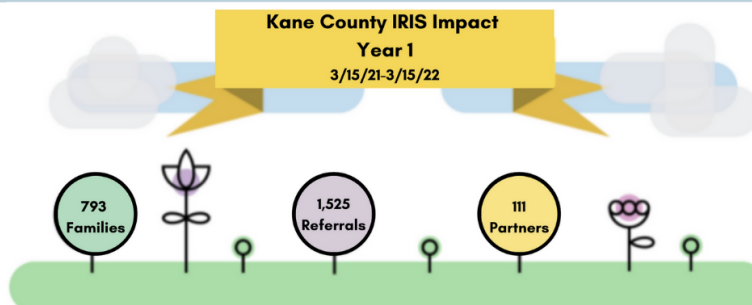 Kane County IRIS Impact
Year 1
3/15/21-3/15/22
793
Families
1,525
Referrals
111
Partners